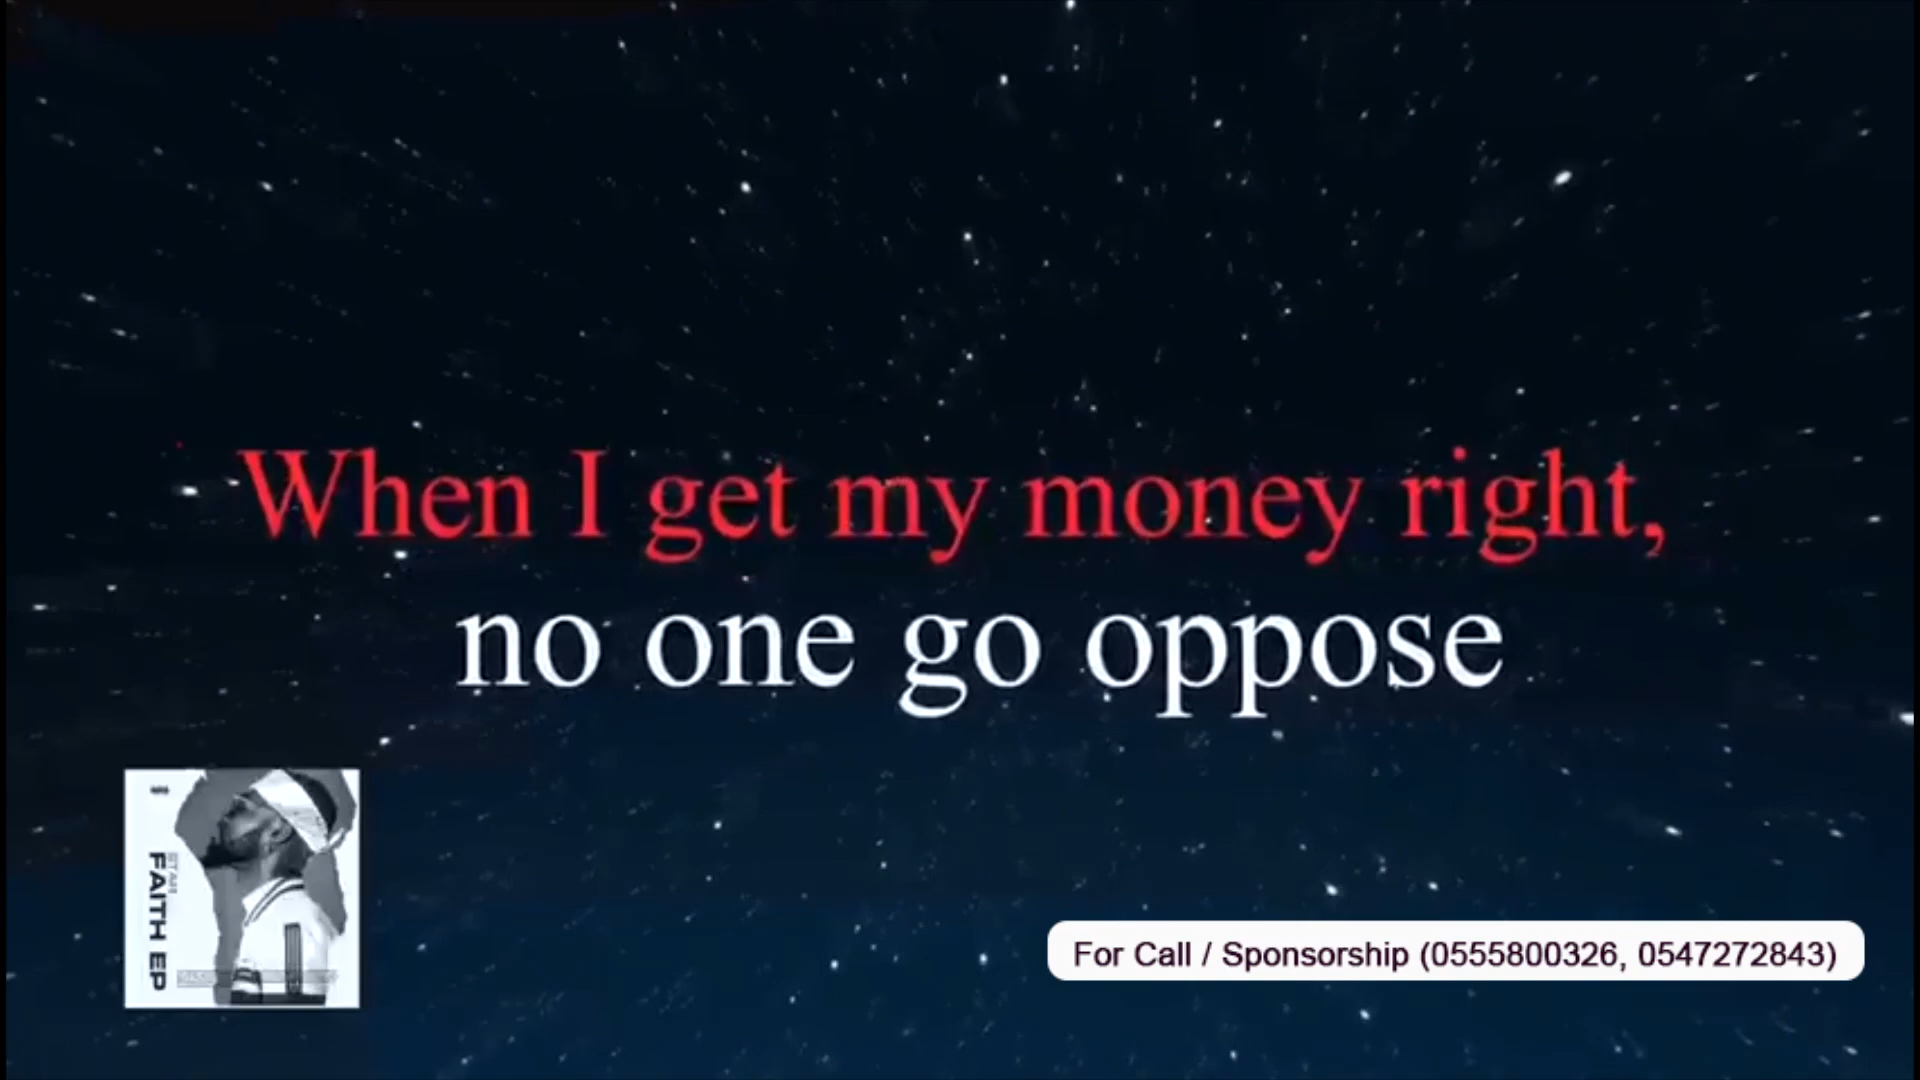 When I get my money right,
no one go oppose
FAITH EP
For Call / Sponsorship (0555800326, 0547272843)